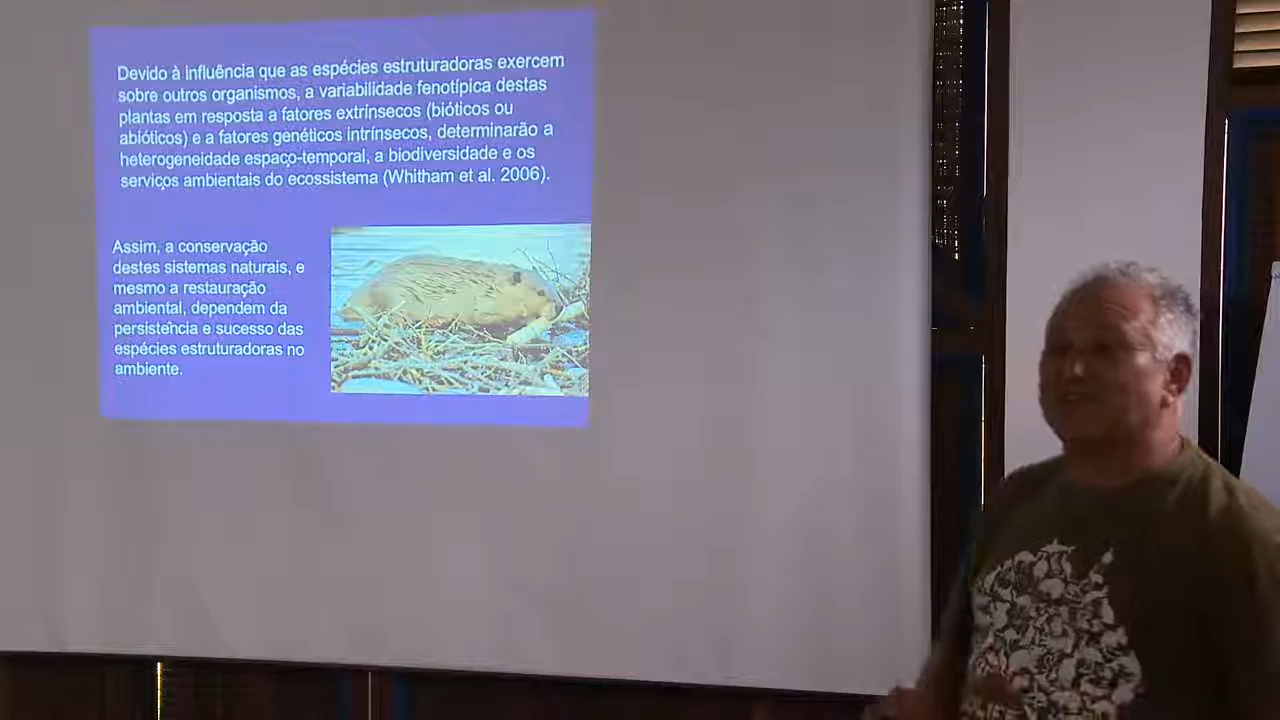 Devido à influência que as espécies estruturadoras exercem
sobre outros organismos, a variabilidade fenotípica destas
plantas em resposta a fatores extrínsecos (bióticos ou
abióticos) e a fatores genéticos intrínsecos, determinarão a
heterogeneidade espaço-temporal, a biodiversidade e os
serviços ambientais do ecossistema (Whitham et al. 2006).
Assim, a conservação
destes sistemas naturais, e
mesmo a restauração
ambiental, dependem da
persistência e sucesso das
espécies estruturadoras no
ambiente.